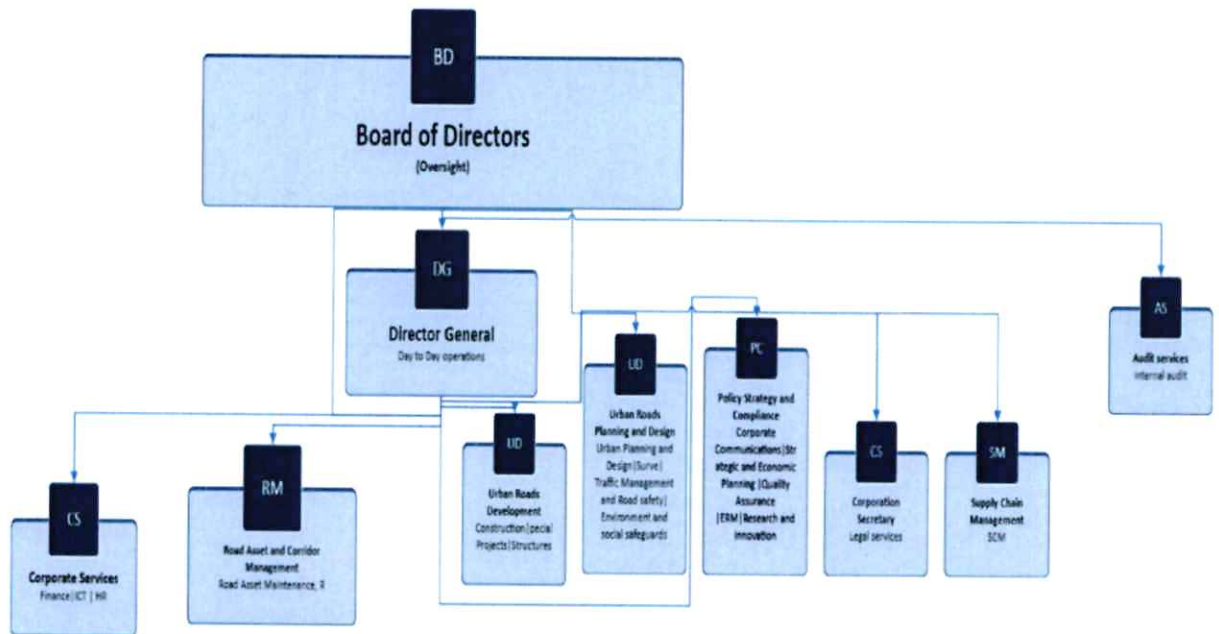 BD
Board of Directors
(Oversight)
DG
Director General
Day to Day operations
AS
Audit services
Internal audit
UD
Urban Roads
Planning and Design
Urban Planning and
Design|Surve|
Traffic Management
and Road safety|
Environment and
social safeguards
PC
Policy Strategy and
Compliance
Corporate
Communications|Str
ategic and Economic
Planning |Quality
Assurance
|ERM|Research and
innovation
CS
Corporation
Secretary
Legal services
SM
Supply Chain
Management
SCM
UD
Urban Roads
Development
Construction|pecial
Projects|Structures
RM
Road Asset and Corridor
Management
Road Asset Maintenance, R
CS
Corporate Services
Finance|ICT | HR